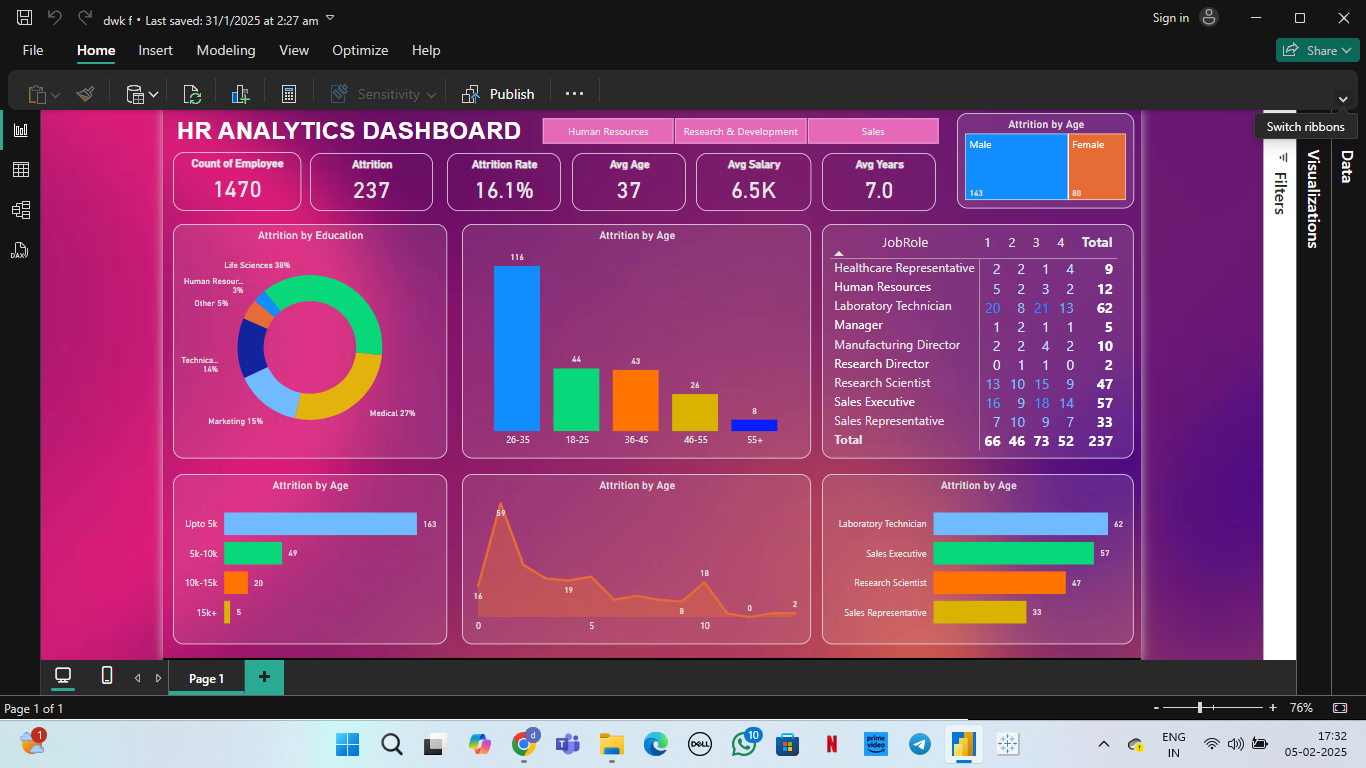 dwk f • Last saved: 31/1/2025 at 2:27 am
Sign in
File Home Insert Modeling View Optimize Help
Share
Sensitivity
Publish
Switch ribbons
HR ANALYTICS DASHBOARD
Human Resources Research & Development Sales
Count of Employee
1470
Attrition
237
Attrition Rate
16.1%
Avg Age
37
Avg Salary
6.5K
Avg Years
7.0
Attrition by Age
Male Female
143 80
Filters
Visualizations
Data
Attrition by Education
Life Sciences 38%
Human Resour...
3%
Other 5%
Technica...
14%
Marketing 15%
Medical 27%
Attrition by Age
116
44
43
26
8
26-35 18-25 36-45 46-55 55+
JobRole 1 2 3 4 Total
Healthcare Representative 2 2 1 4 9
Human Resources 5 2 3 2 12
Laboratory Technician 20 8 21 13 62
Manager 1 2 1 1 5
Manufacturing Director 2 2 4 2 10
Research Director 0 1 1 0 2
Research Scientist 13 10 15 9 47
Sales Executive 16 9 18 14 57
Sales Representative 7 10 9 7 33
Total 66 46 73 52 237
Attrition by Age
Upto 5k 163
5k-10k 49
10k-15k 20
15k+ 5
Attrition by Age
59
16
19
8
18
0
2
0 5 10
Attrition by Age
Laboratory Technician 62
Sales Executive 57
Research Scientist 47
Sales Representative 33
DAX
Page 1
Page 1 of 1
- + 76%
1
d
DELL
10
N
prime
video
ENG
IN
17:32
05-02-2025